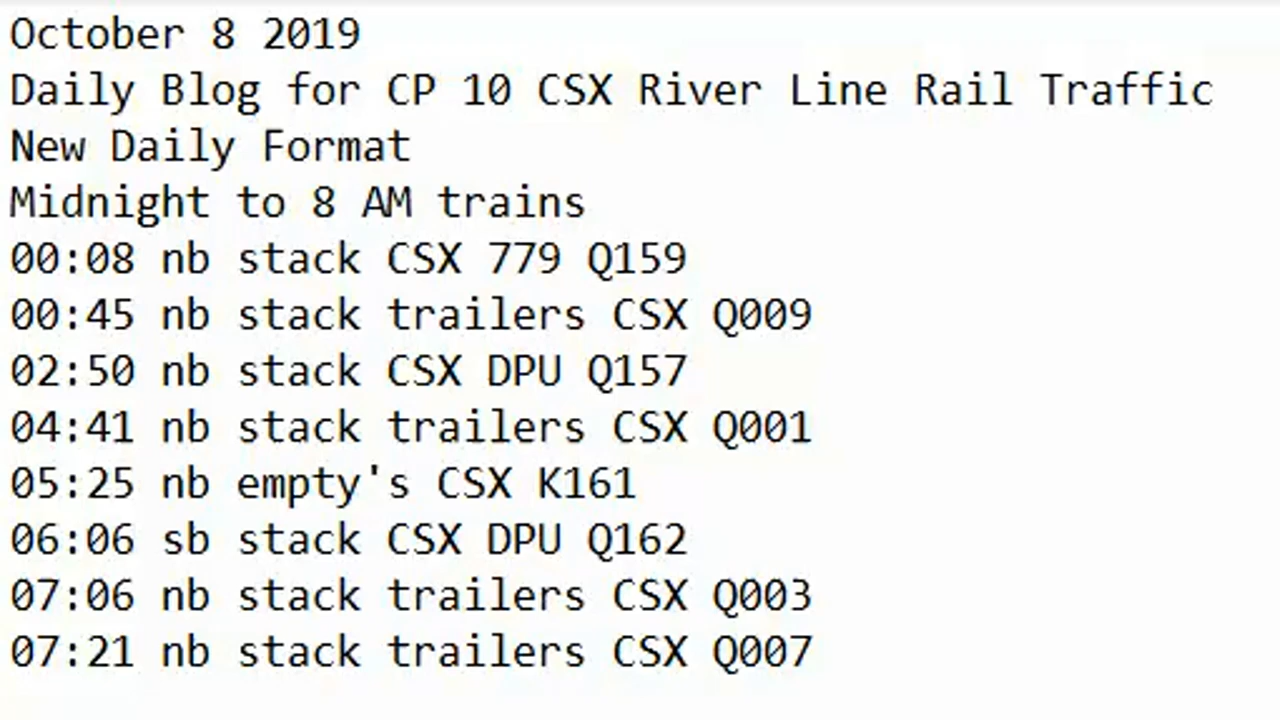 October 8 2019
Daily Blog for CP 10 CSX River Line Rail Traffic
New Daily Format
Midnight to 8 AM trains
00:08 nb stack CSX 779 Q159
00:45 nb stack trailers CSX Q009
02:50 nb stack CSX DPU Q157
04:41 nb stack trailers CSX Q001
05:25 nb empty's CSX K161
06:06 sb stack CSX DPU Q162
07:06 nb stack trailers CSX Q003
07:21 nb stack trailers CSX Q007